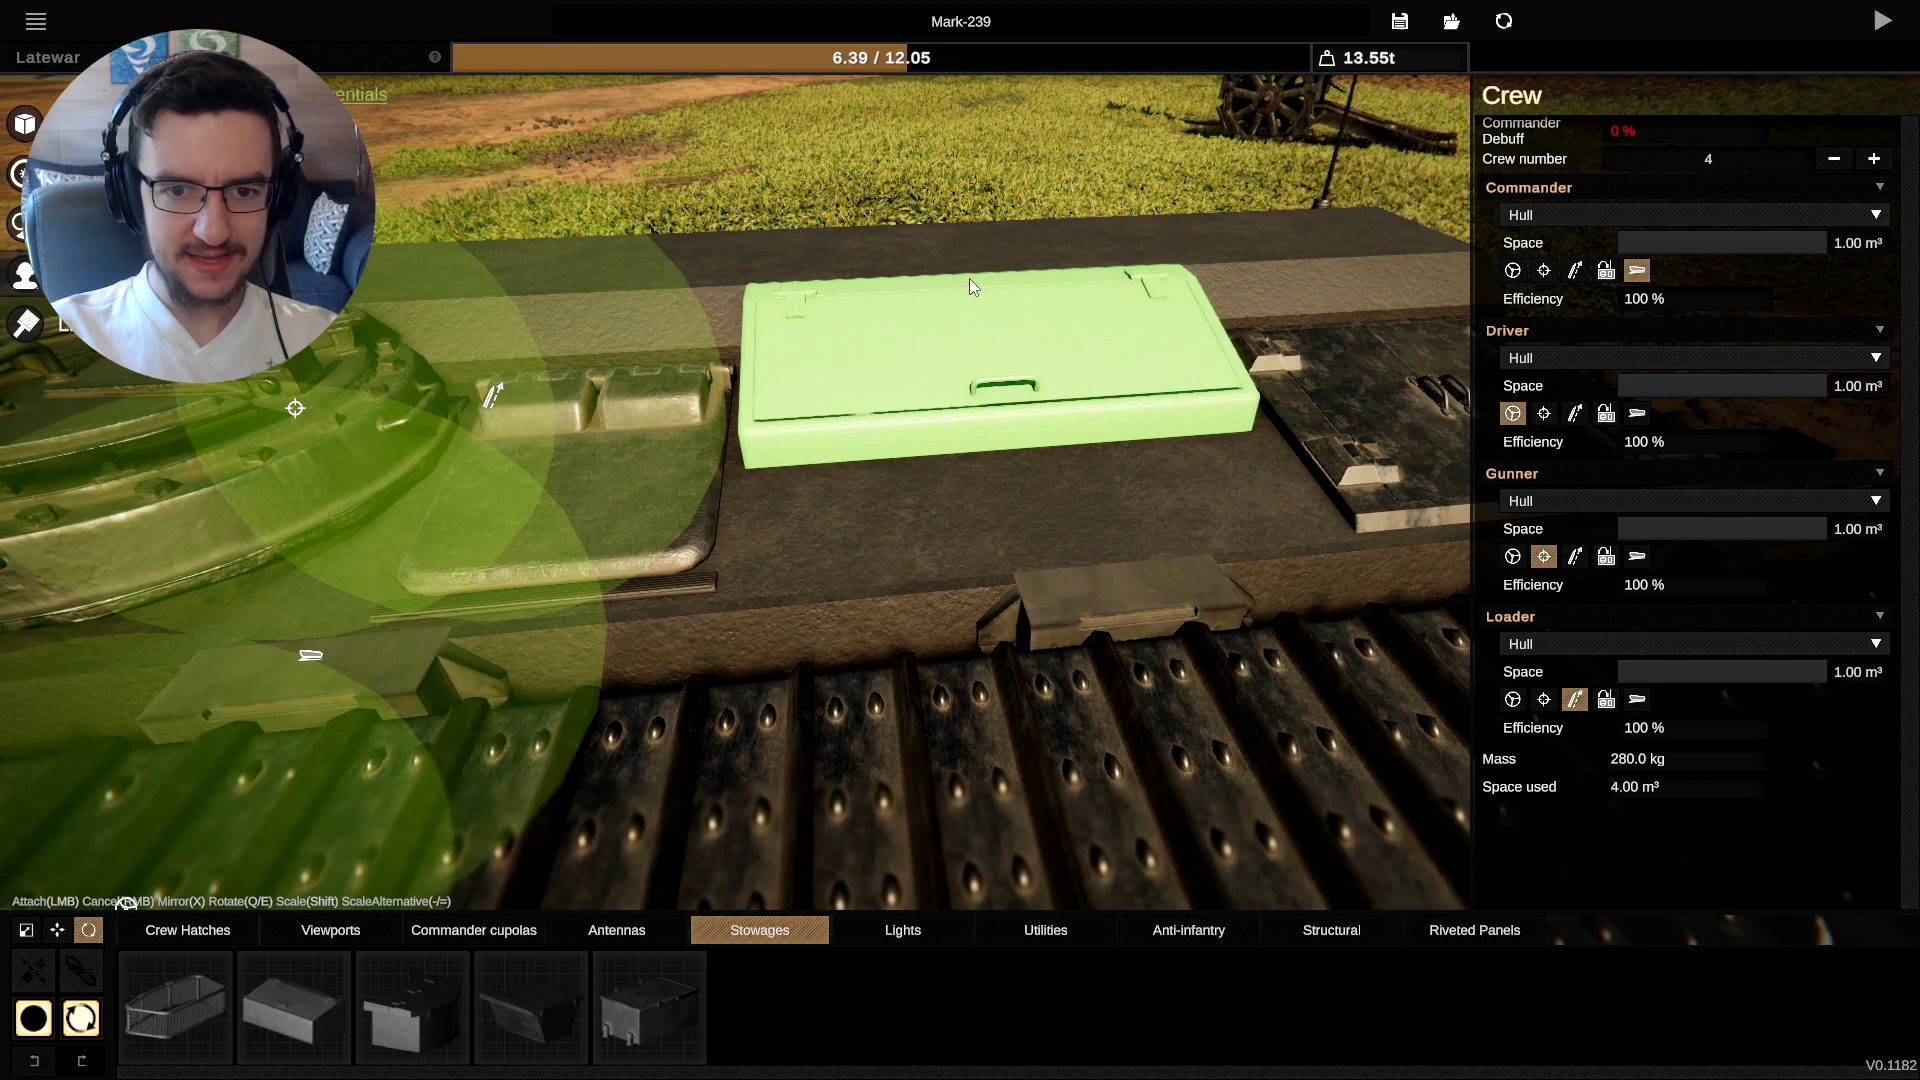 Mark-239
Latewar
?
6.39 / 12.05
13.55t
entials
Crew
Commander
Debuff
0 %
Crew number
4
Commander
Hull
Space
1.00 m³
Efficiency
100 %
Driver
Hull
Space
1.00 m³
Efficiency
100 %
Gunner
Hull
Space
1.00 m³
Efficiency
100 %
Loader
Hull
Space
1.00 m³
Efficiency
100 %
Mass
280.0 kg
Space used
4.00 m³
Attach(LMB) Cancel(RMB) Mirror(X) Rotate(Q/E) Scale(Shift) ScaleAlternative(-/=)
Crew Hatches
Viewports
Commander cupolas
Antennas
Stowages
Lights
Utilities
Anti-infantry
Structural
Riveted Panels
V0.1182